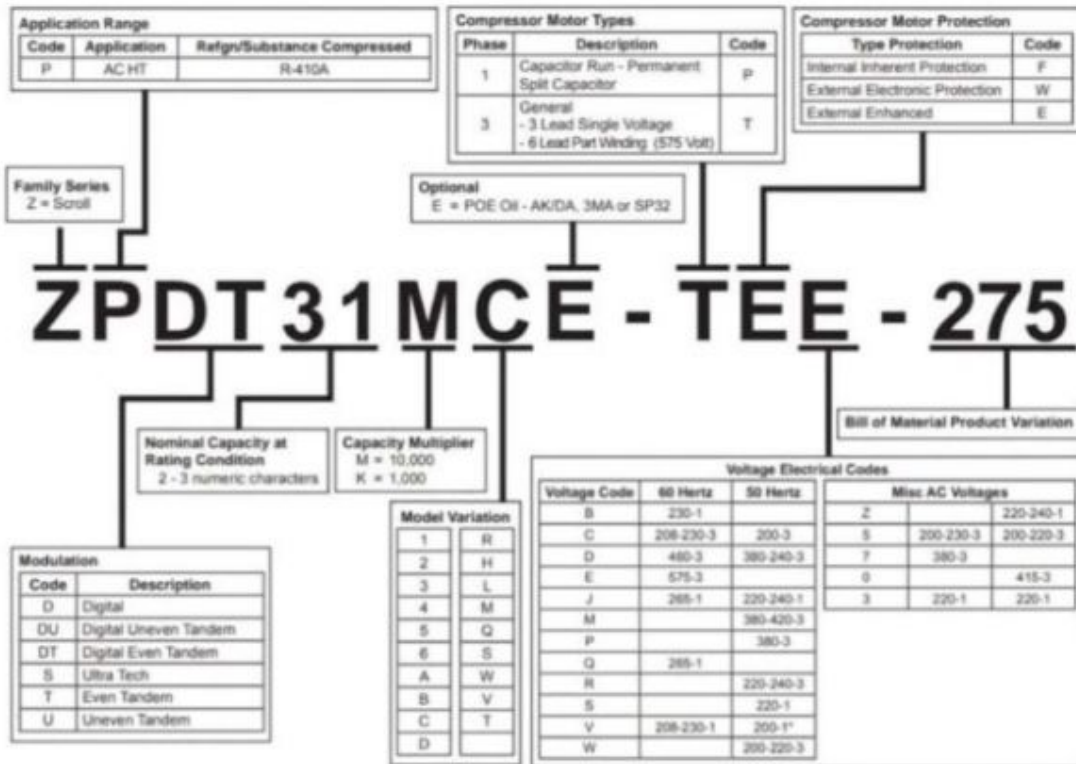 Application Range
Code Application Refgn/Substance Compressed
P AC HT R-410A
Compressor Motor Types
Phase Description Code
1 Capacitor Run - Permanent Split Capacitor P
3 General
- 3 Lead Single Voltage
- 6 Lead Part Winding (575 Volt) T
Compressor Motor Protection
Type Protection Code
Internal Inherent Protection F
External Electronic Protection W
External Enhanced E
Family Series
Z = Scroll
Optional
E = POE Oil - AK/DA, 3MA or SP32
ZPDT31MCE - TEE - 275
Nominal Capacity at
Rating Condition
2 - 3 numeric characters
Capacity Multiplier
M = 10,000
K = 1,000
Bill of Material Product Variation
Modulation
Code Description
D Digital
DU Digital Uneven Tandem
DT Digital Even Tandem
S Ultra Tech
T Even Tandem
U Uneven Tandem
Model Variation
1 R
2 H
3 L
4 M
5 Q
6 S
A W
B V
C T
D
Voltage Electrical Codes
Voltage Code 60 Hertz 50 Hertz
B 230-1
C 208-230-3 200-3
D 460-3 380-240-3
E 575-3
J 265-1 220-240-1
M 380-420-3
P 380-3
Q 265-1
R 220-240-3
S 220-1
V 208-230-1 200-1*
W 200-220-3
Misc AC Voltages
Z 220-240-1
5 200-230-3 200-220-3
7 380-3
0 415-3
3 220-1 220-1